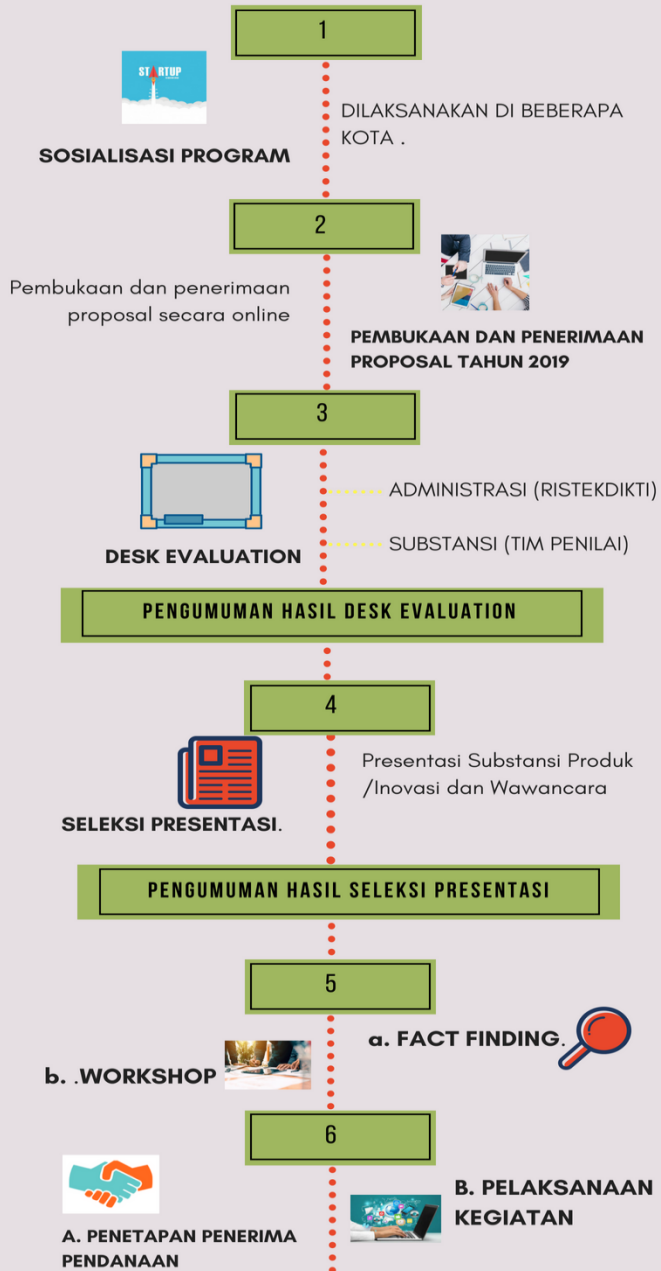 1
STARTUP
DILAKSANAKAN DI BEBERAPA
KOTA .
SOSIALISASI PROGRAM
2
Pembukaan dan penerimaan
proposal secara online
PEMBUKAAN DAN PENERIMAAN
PROPOSAL TAHUN 2019
3
ADMINISTRASI (RISTEKDIKTI)
SUBSTANSI (TIM PENILAI)
DESK EVALUATION
PENGUMUMAN HASIL DESK EVALUATION
4
Presentasi Substansi Produk
/Inovasi dan Wawancara
SELEKSI PRESENTASI.
PENGUMUMAN HASIL SELEKSI PRESENTASI
5
a. FACT FINDING.
b. .WORKSHOP
6
B. PELAKSANAAN
KEGIATAN
A. PENETAPAN PENERIMA
PENDANAAN